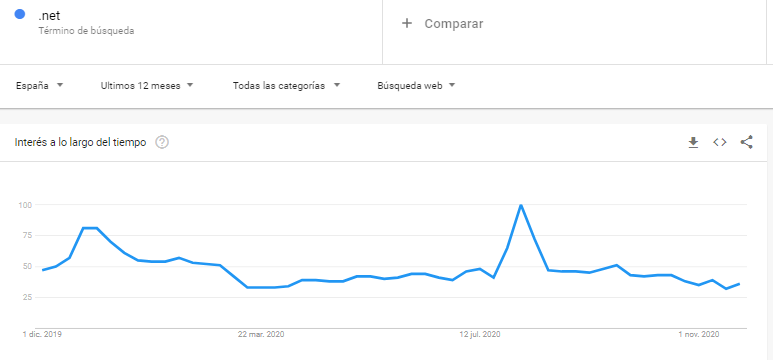 .net
Término de búsqueda
+ Comparar
España
Ultimos 12 meses
Todas las categorías
Búsqueda web
Interés a lo largo del tiempo ?
100
75
50
25
1 dic. 2019
22 mar. 2020
12 jul. 2020
1 nov. 2020